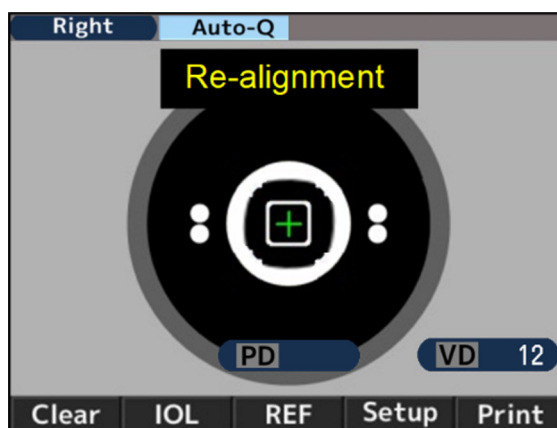 Right Auto-Q
Re-alignment
PD VD 12
Clear IOL REF Setup Print